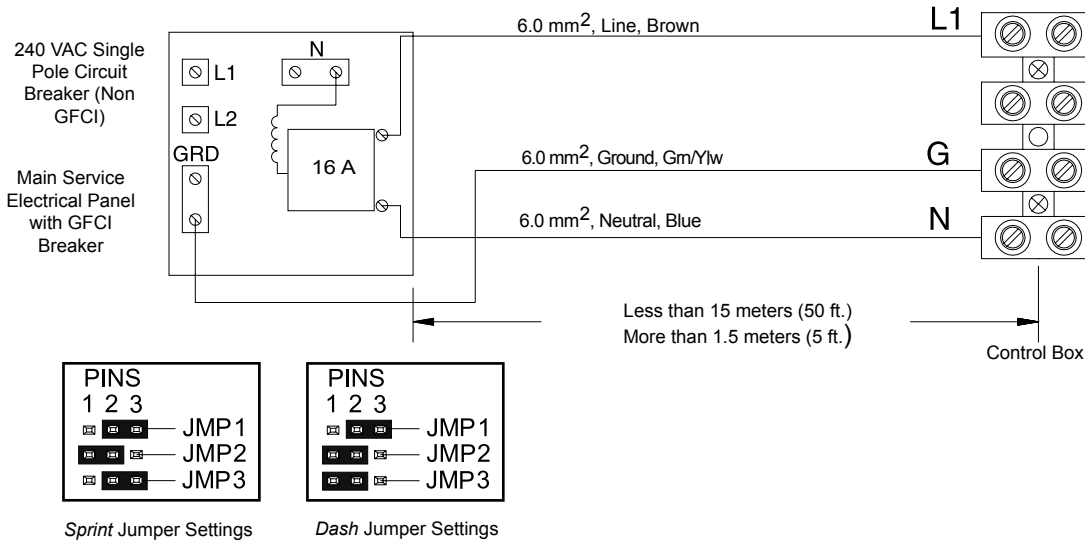 6.0 mm², Line, Brown
L1
240 VAC Single
Pole Circuit
Breaker (Non
GFCI)
N
L1
L2
GRD
16 A
6.0 mm², Ground, Grn/Ylw
G
Main Service
Electrical Panel
with GFCI
Breaker
6.0 mm², Neutral, Blue
N
Less than 15 meters (50 ft.)
More than 1.5 meters (5 ft.)
Control Box
PINS
1 2 3
JMP1
JMP2
JMP3
Sprint Jumper Settings
PINS
1 2 3
JMP1
JMP2
JMP3
Dash Jumper Settings